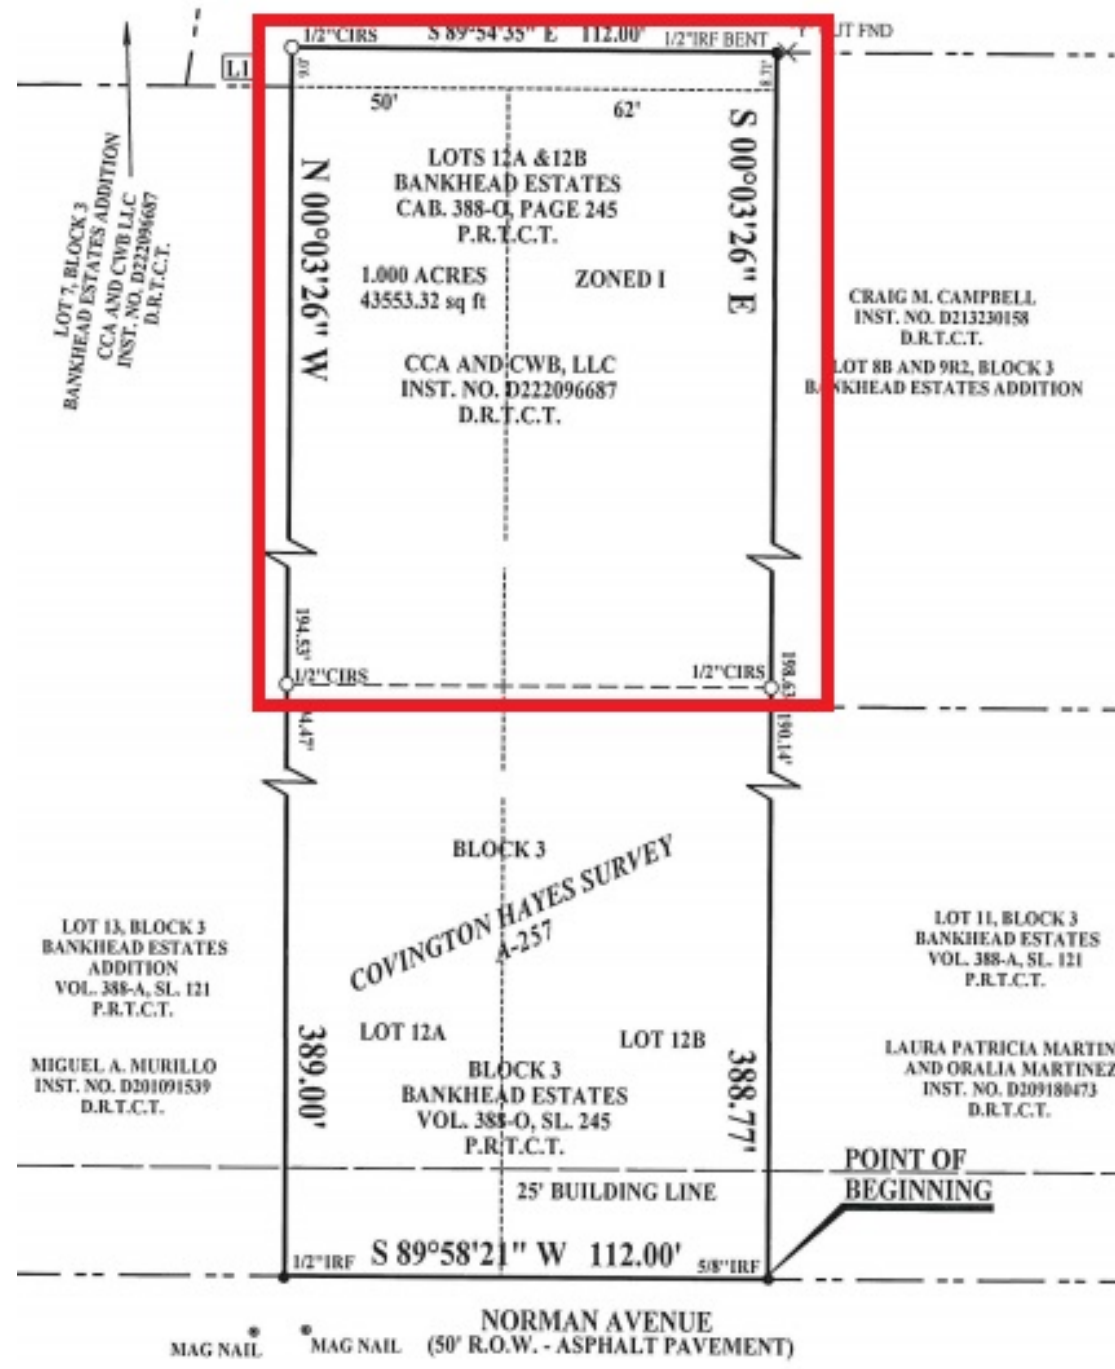 1/2"CIRS
S 89°54'35" E 112.00'
1/2"IRF BENT
FND
L1
9.0'
8.71'
50'
62'
LOT 7, BLOCK 3
BANKHEAD ESTATES ADDITION
CCA AND CWB LLC
INST. NO. D222096687
D.R.T.C.T.
N 00°03'26" W
LOTS 12A &12B
BANKHEAD ESTATES
CAB. 388-O, PAGE 245
P.R.T.C.T.
1.000 ACRES
43553.32 sq ft
ZONED I
CCA AND CWB, LLC
INST. NO. D222096687
D.R.T.C.T.
S 00°03'26" E
CRAIG M. CAMPBELL
INST. NO. D213230158
D.R.T.C.T.
LOT 8B AND 9R2, BLOCK 3
BANKHEAD ESTATES ADDITION
194.53'
1/2"CIRS
1/2"CIRS
198.63
4.47'
190.14'
BLOCK 3
COVINGTON HAYES SURVEY
A-257
LOT 13, BLOCK 3
BANKHEAD ESTATES
ADDITION
VOL. 388-A, SL. 121
P.R.T.C.T.
MIGUEL A. MURILLO
INST. NO. D201091539
D.R.T.C.T.
389.00'
LOT 12A
LOT 12B
BLOCK 3
BANKHEAD ESTATES
VOL. 388-O, SL. 245
P.R.T.C.T.
388.77'
LOT 11, BLOCK 3
BANKHEAD ESTATES
VOL. 388-A, SL. 121
P.R.T.C.T.
LAURA PATRICIA MARTIN
AND ORALIA MARTINEZ
INST. NO. D209180473
D.R.T.C.T.
POINT OF
BEGINNING
25' BUILDING LINE
1/2"IRF
S 89°58'21" W 112.00'
5/8"IRF
MAG NAIL
MAG NAIL
NORMAN AVENUE
(50' R.O.W. - ASPHALT PAVEMENT)